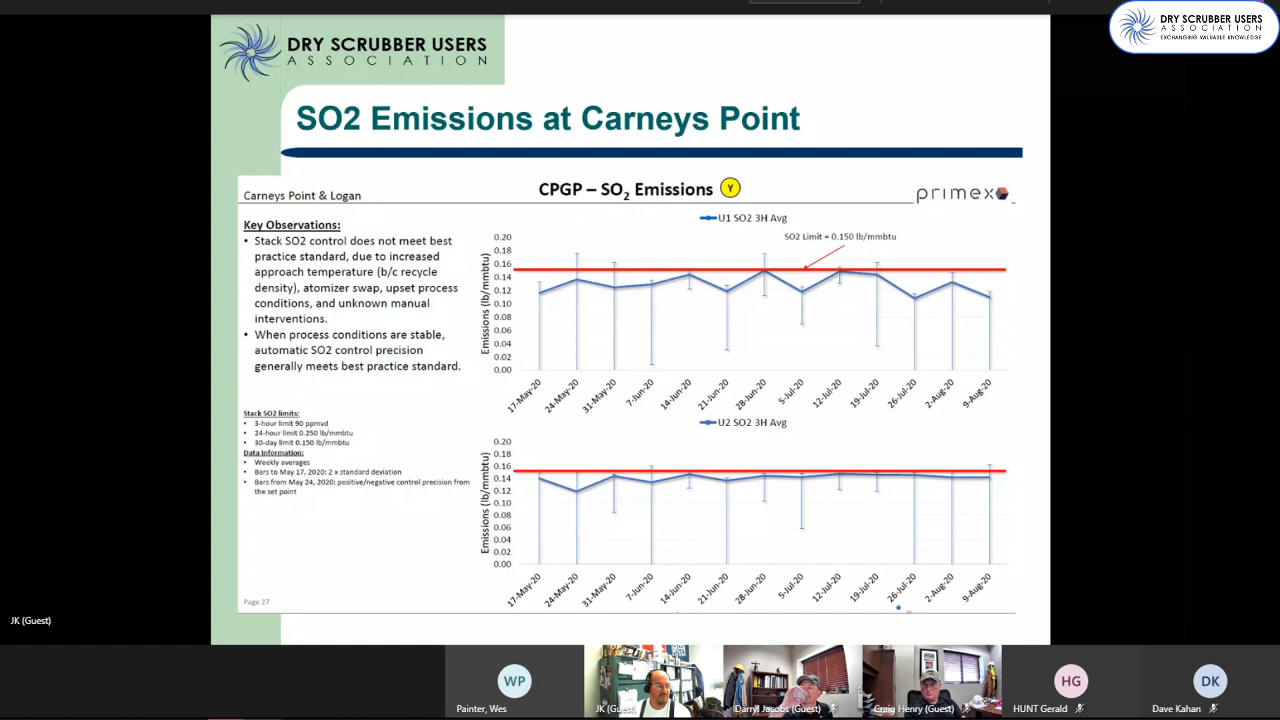 DRY SCRUBBER USERS
ASSOCIATION
EXCHANGING VALUABLE KNOWLEDGE
DRY SCRUBBER USERS
ASSOCIATION
SO2 Emissions at Carneys Point
Carneys Point & Logan
CPGP – SO2 Emissions
Y
primex
Key Observations:
• Stack SO2 control does not meet best
practice standard, due to increased
approach temperature (b/c recycle
density), atomizer swap, upset process
conditions, and unknown manual
interventions.
• When process conditions are stable,
automatic SO2 control precision
generally meets best practice standard.
Stack SO2 limits:
• 3-hour limit 90 ppmvd
• 24-hour limit 0.250 lb/mmbtu
• 30-day limit 0.150 lb/mmbtu
Data Information:
• Weekly averages
• Bars to May 17, 2020: 2 x standard deviation
• Bars from May 24, 2020: positive/negative control precision from
the set point
U1 SO2 3H Avg
SO2 Limit = 0.150 lb/mmbtu
Emissions (lb/mmbtu)
0.20
0.18
0.16
0.14
0.12
0.10
0.08
0.06
0.04
0.02
0.00
17-May-20
24-May-20
31-May-20
7-Jun-20
14-Jun-20
21-Jun-20
28-Jun-20
5-Jul-20
12-Jul-20
19-Jul-20
26-Jul-20
2-Aug-20
9-Aug-20
U2 SO2 3H Avg
Emissions (lb/mmbtu)
0.20
0.18
0.16
0.14
0.12
0.10
0.08
0.06
0.04
0.02
0.00
17-May-20
24-May-20
31-May-20
7-Jun-20
14-Jun-20
21-Jun-20
28-Jun-20
5-Jul-20
12-Jul-20
19-Jul-20
26-Jul-20
2-Aug-20
9-Aug-20
Page 27
JK (Guest)
WP
HG
DK
Painter, Wes
JK (Guest)
Darryl Jacobs (Guest)
Craig Henry (Guest)
HUNT Gerald
Dave Kahan